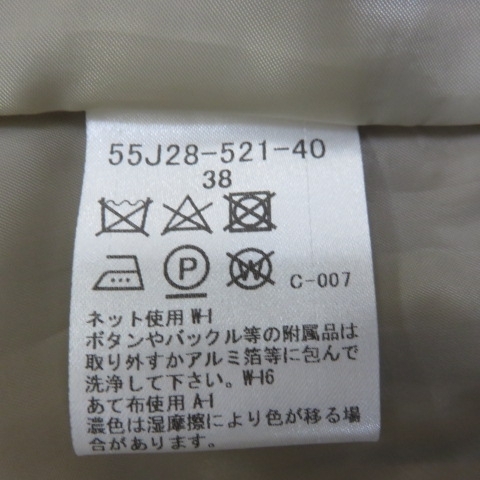 55J28-521-40
38
P W C-007
ネット使用 W-1
ボタンやバックル等の附属品は
取り外すかアルミ箔等に包んで
洗浄して下さい。W-16
あて布使用 A-1
濃色は湿摩擦により色が移る場
合があります。